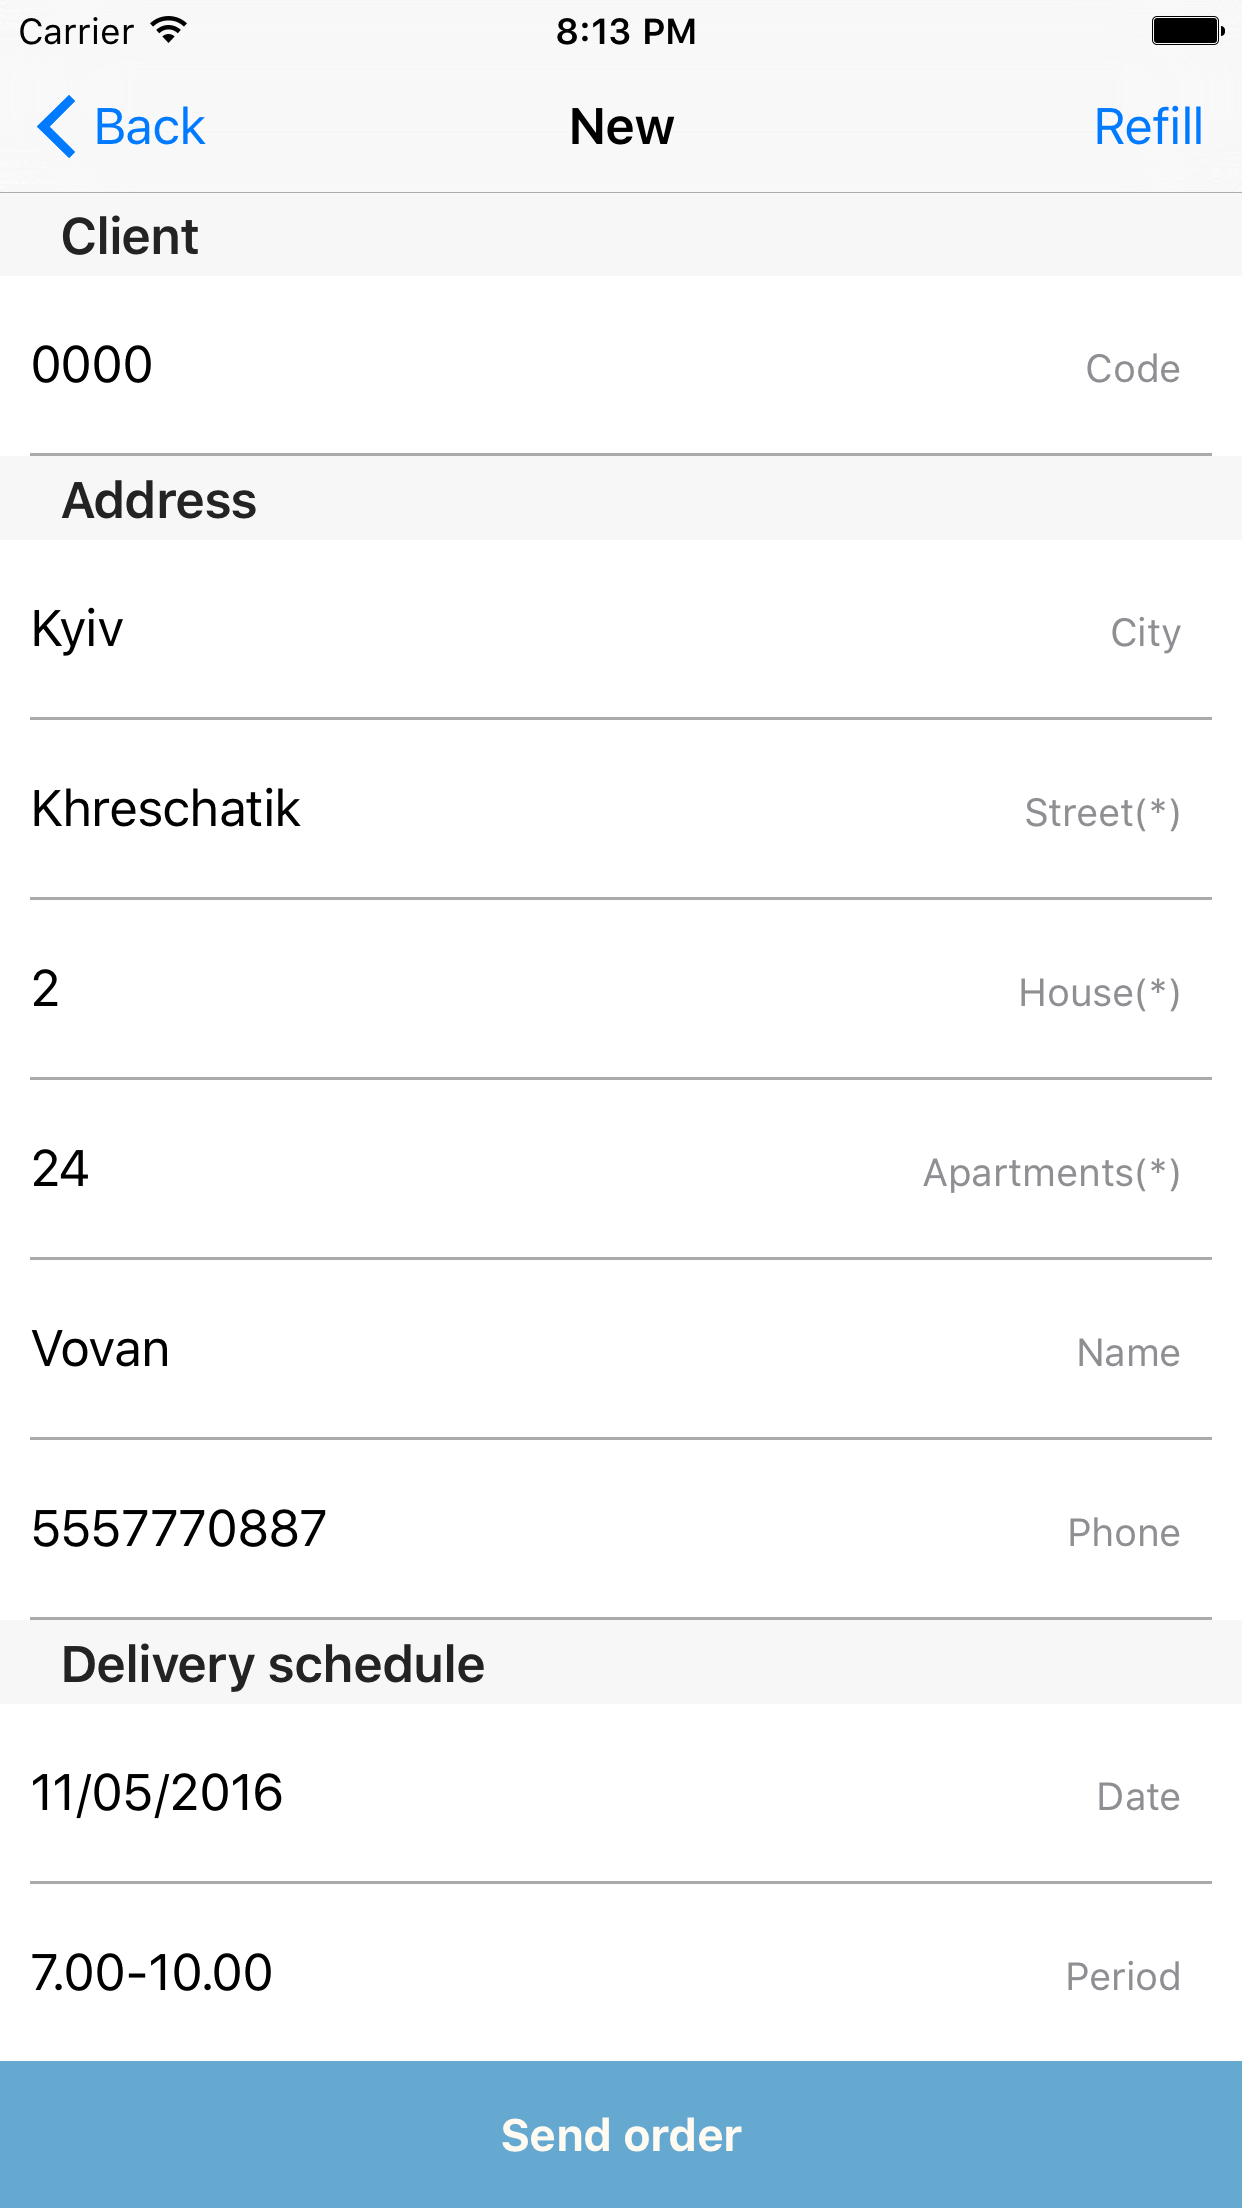 Carrier 8:13 PM
Back New Refill
Client
0000 Code
Address
Kyiv City
Khreschatik Street(*)
2 House(*)
24 Apartments(*)
Vovan Name
5557770887 Phone
Delivery schedule
11/05/2016 Date
7.00-10.00 Period
Send order